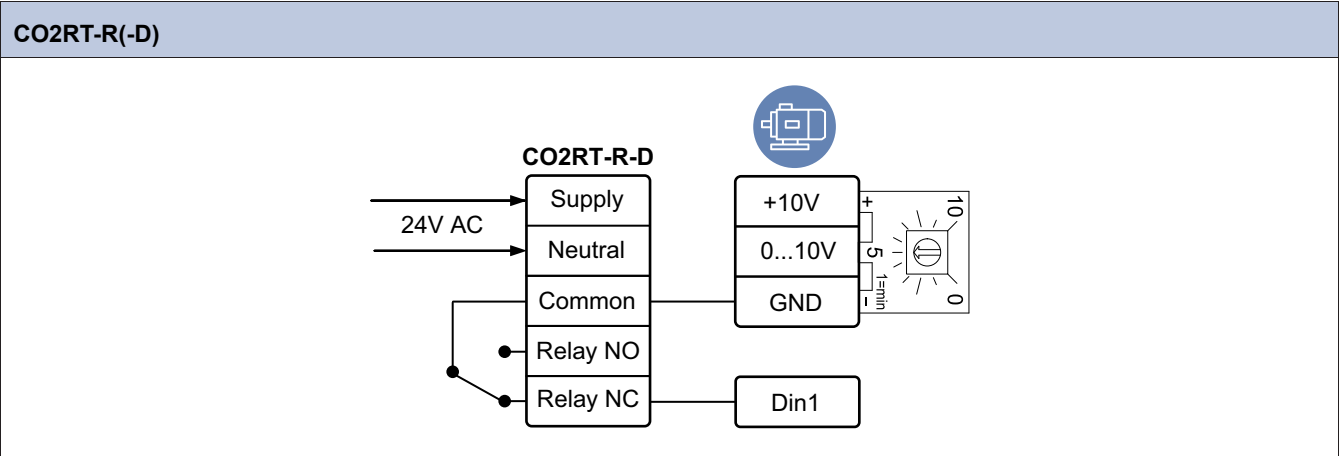 CO2RT-R(-D)
CO2RT-R-D
Supply
24V AC
Neutral
Common
Relay NO
Relay NC
+10V
0...10V
GND
Din1
+
-
1=min
10
5
0